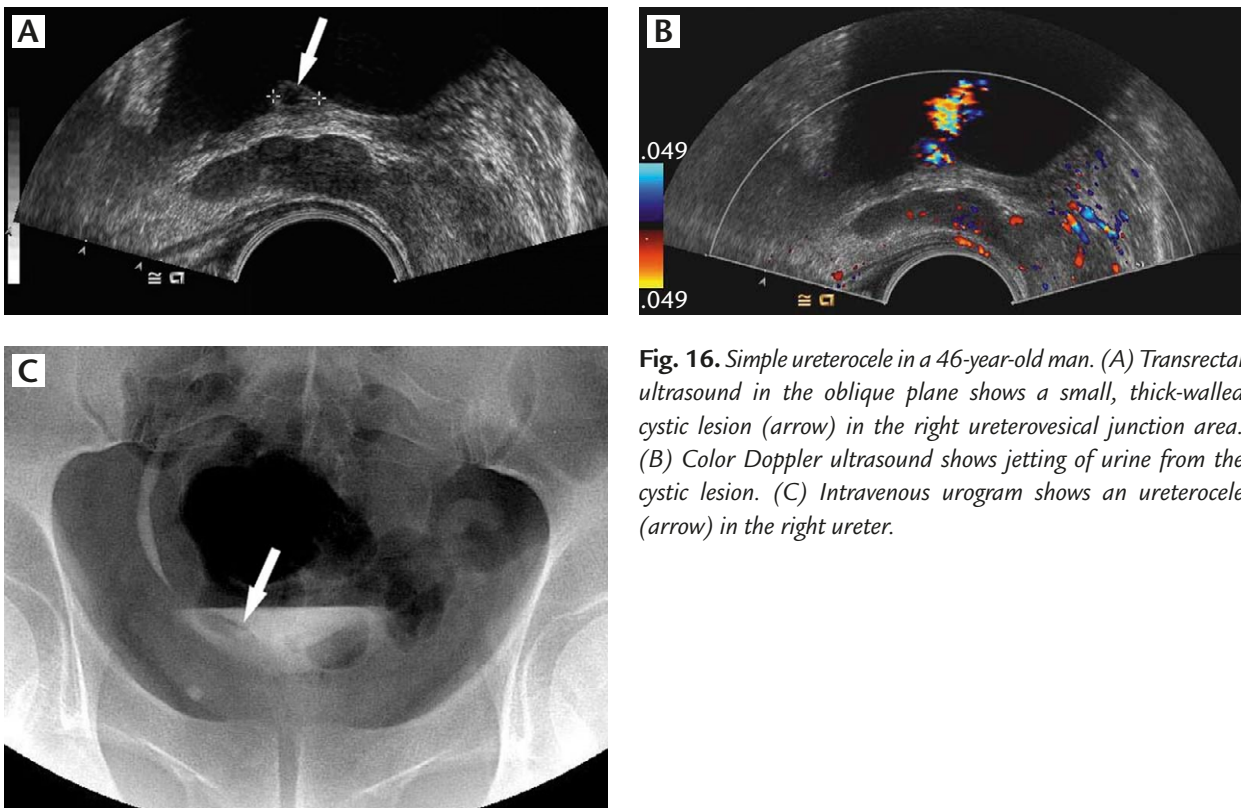 A
B
.049
.049
C
Fig. 16. Simple ureterocele in a 46-year-old man. (A) Transrectal
ultrasound in the oblique plane shows a small, thick-walled
cystic lesion (arrow) in the right ureterovesical junction area.
(B) Color Doppler ultrasound shows jetting of urine from the
cystic lesion. (C) Intravenous urogram shows an ureterocele
(arrow) in the right ureter.